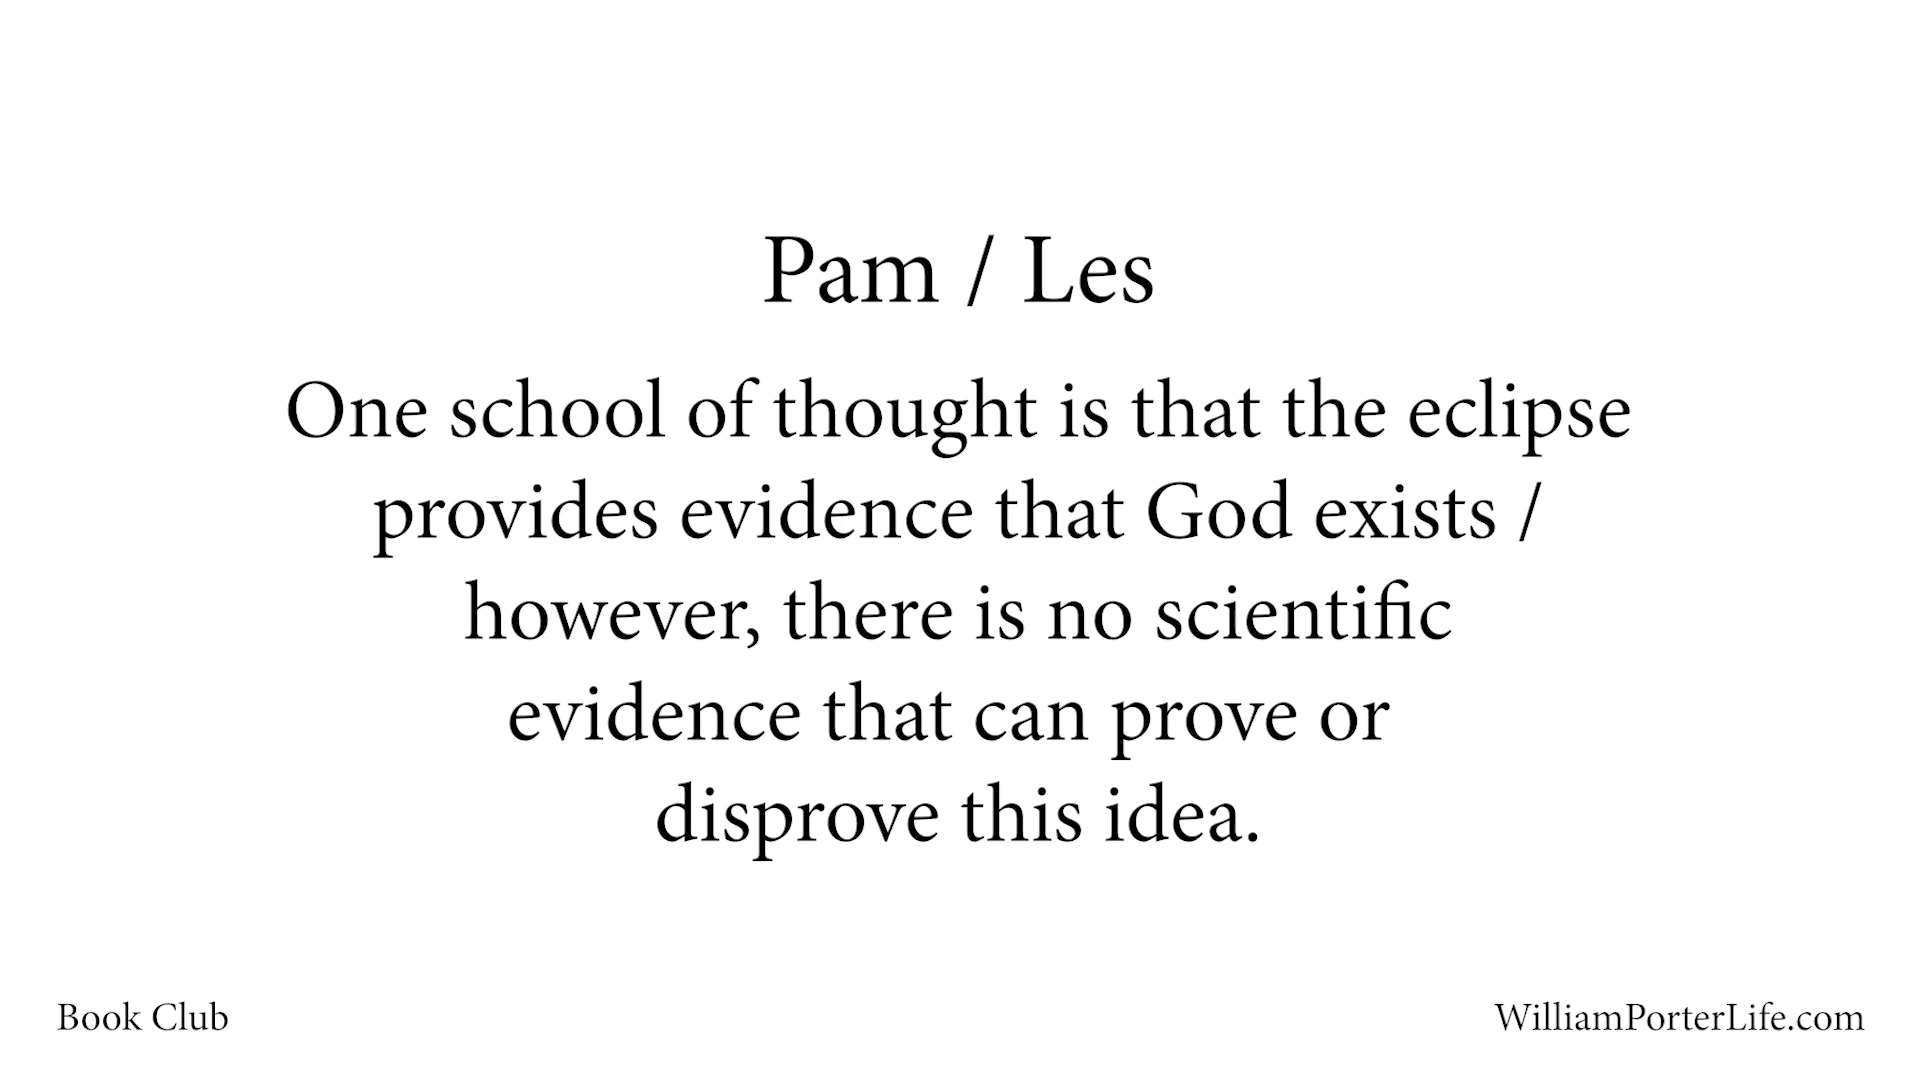 Pam / Les
One school of thought is that the eclipse
provides evidence that God exists /
however, there is no scientific
evidence that can prove or
disprove this idea.
Book Club
WilliamPorterLife.com